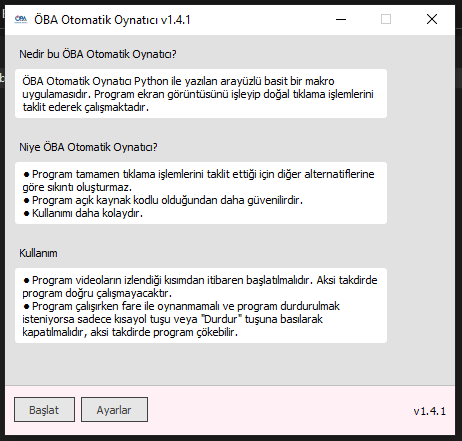 ÖBA
ÖBA Otomatik Oynatıcı v1.4.1
Nedir bu ÖBA Otomatik Oynatıcı?
ÖBA Otomatik Oynatıcı Python ile yazılan arayüzlü basit bir makro
uygulamasıdır. Program ekran görüntüsünü işleyip doğal tıklama işlemlerini
taklit ederek çalışmaktadır.
Niye ÖBA Otomatik Oynatıcı?
● Program tamamen tıklama işlemlerini taklit ettiği için diğer alternatiflerine
göre sıkıntı oluşturmaz.
● Program açık kaynak kodlu olduğundan daha güvenilirdir.
● Kullanımı daha kolaydır.
Kullanım
● Program videoların izlendiği kısımdan itibaren başlatılmalıdır. Aksi takdirde
program doğru çalışmayacaktır.
● Program çalışırken fare ile oynanmamalı ve program durdurulmak
isteniyorsa sadece kısayol tuşu veya "Durdur" tuşuna basılarak
kapatılmalıdır, aksi takdirde program çökebilir.
Başlat
Ayarlar
v1.4.1